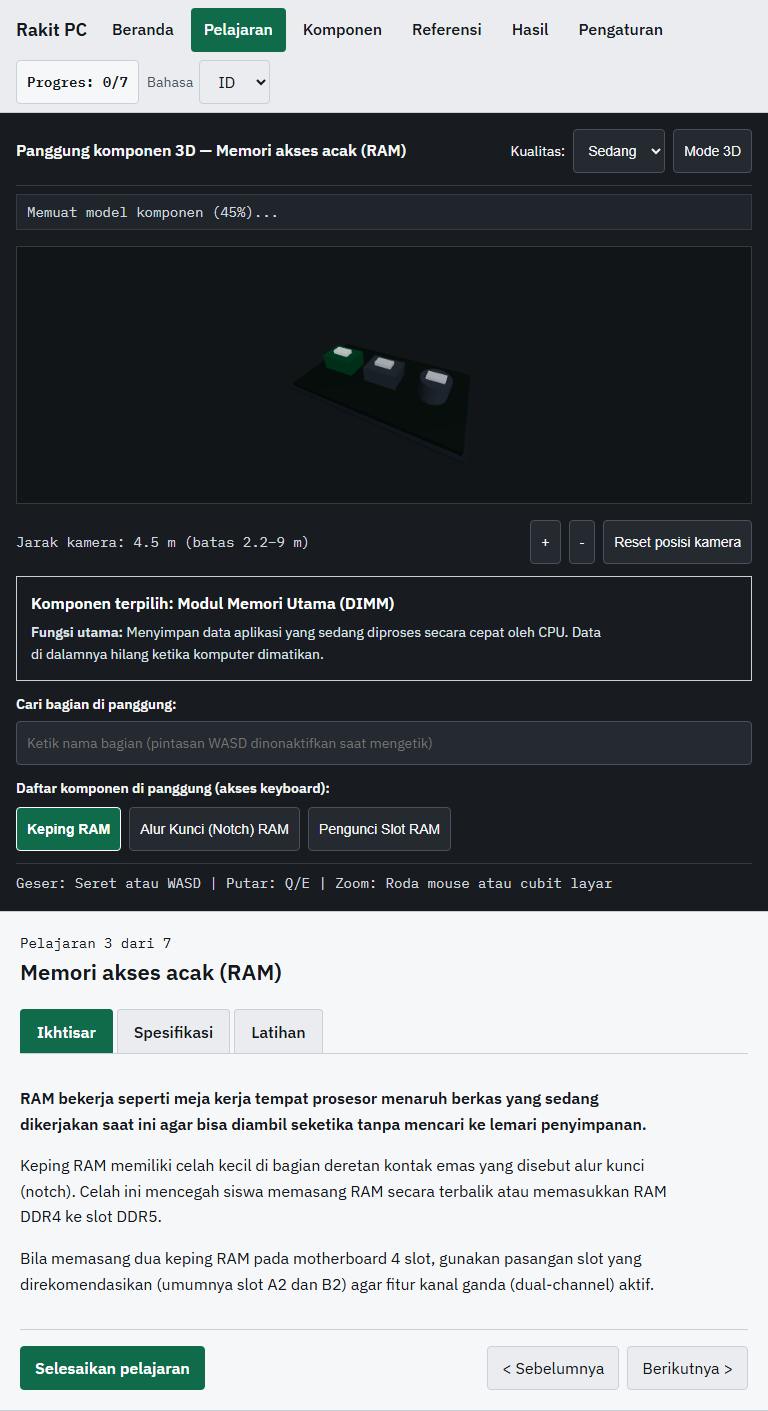 Rakit PC
Beranda
Pelajaran
Komponen
Referensi
Hasil
Pengaturan
Progres: 0/7
Bahasa
ID
Panggung komponen 3D — Memori akses acak (RAM)
Kualitas:
Sedang
Mode 3D
Memuat model komponen (45%)...
Jarak kamera: 4.5 m (batas 2.2–9 m)
+
-
Reset posisi kamera
Komponen terpilih: Modul Memori Utama (DIMM)
Fungsi utama: Menyimpan data aplikasi yang sedang diproses secara cepat oleh CPU. Data
di dalamnya hilang ketika komputer dimatikan.
Cari bagian di panggung:
Ketik nama bagian (pintasan WASD dinonaktifkan saat mengetik)
Daftar komponen di panggung (akses keyboard):
Keping RAM
Alur Kunci (Notch) RAM
Pengunci Slot RAM
Geser: Seret atau WASD | Putar: Q/E | Zoom: Roda mouse atau cubit layar
Pelajaran 3 dari 7
Memori akses acak (RAM)
Ikhtisar
Spesifikasi
Latihan
RAM bekerja seperti meja kerja tempat prosesor menaruh berkas yang sedang
dikerjakan saat ini agar bisa diambil seketika tanpa mencari ke lemari penyimpanan.
Keping RAM memiliki celah kecil di bagian deretan kontak emas yang disebut alur kunci
(notch). Celah ini mencegah siswa memasang RAM secara terbalik atau memasukkan RAM
DDR4 ke slot DDR5.
Bila memasang dua keping RAM pada motherboard 4 slot, gunakan pasangan slot yang
direkomendasikan (umumnya slot A2 dan B2) agar fitur kanal ganda (dual-channel) aktif.
Selesaikan pelajaran
< Sebelumnya
Berikutnya >